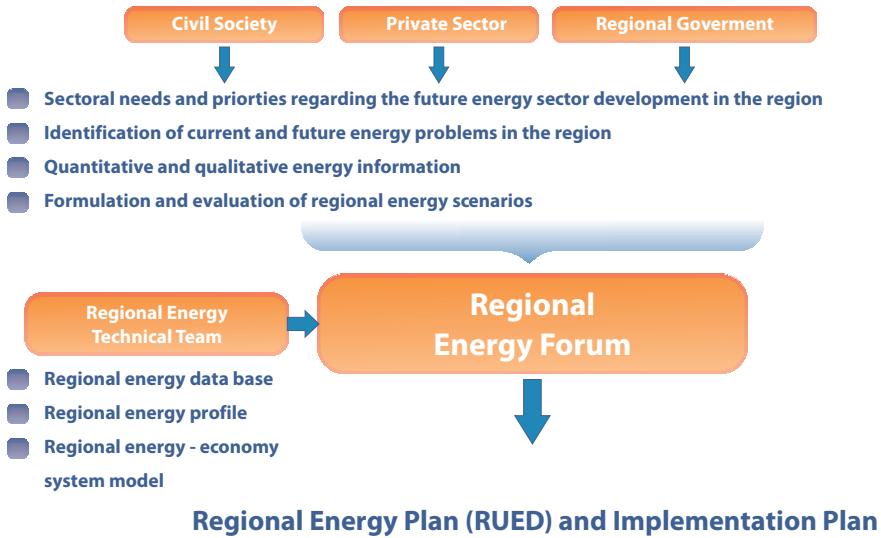 Civil Society
Private Sector
Regional Goverment
Sectoral needs and priorties regarding the future energy sector development in the region
Identification of current and future energy problems in the region
Quantitative and qualitative energy information
Formulation and evaluation of regional energy scenarios
Regional
Energy Forum
Regional Energy
Technical Team
Regional energy data base
Regional energy profile
Regional energy - economy
system model
Regional Energy Plan (RUED) and Implementation Plan